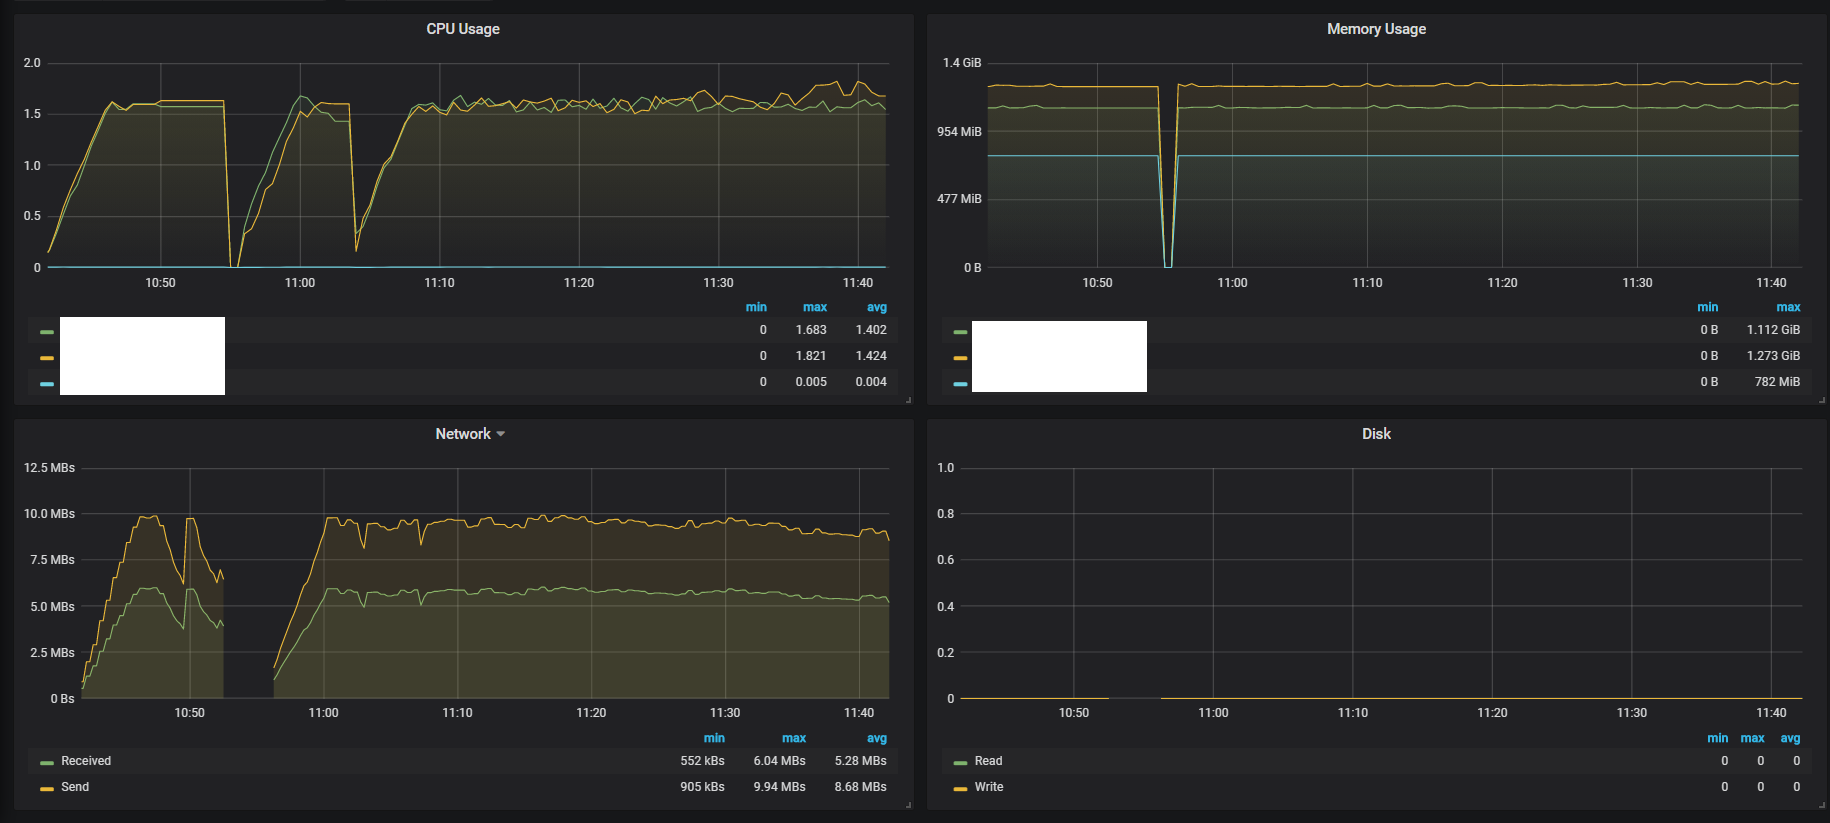 CPU Usage
2.0
1.5
1.0
0.5
0
10:50 11:00 11:10 11:20 11:30 11:40
min max avg
0 1.683 1.402
0 1.821 1.424
0 0.005 0.004
Memory Usage
1.4 GiB
954 MiB
477 MiB
0 B
10:50 11:00 11:10 11:20 11:30 11:40
min max
0 B 1.112 GiB
0 B 1.273 GiB
0 B 782 MiB
Network
12.5 MBs
10.0 MBs
7.5 MBs
5.0 MBs
2.5 MBs
0 Bs
10:50 11:00 11:10 11:20 11:30 11:40
min max avg
Received 552 kBs 6.04 MBs 5.28 MBs
Send 905 kBs 9.94 MBs 8.68 MBs
Disk
1.0
0.8
0.6
0.4
0.2
0
10:50 11:00 11:10 11:20 11:30 11:40
min max avg
Read 0 0 0
Write 0 0 0